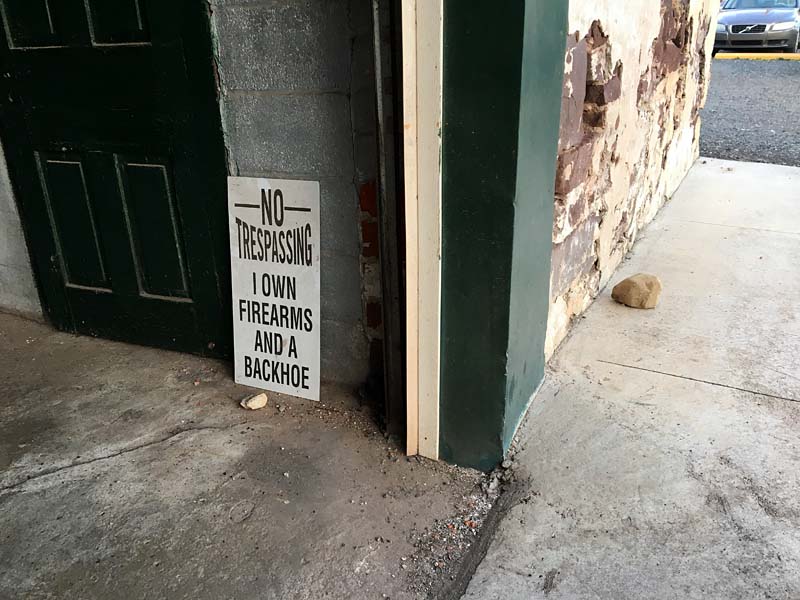 NO
TRESPASSING
I OWN
FIREARMS
AND A
BACKHOE